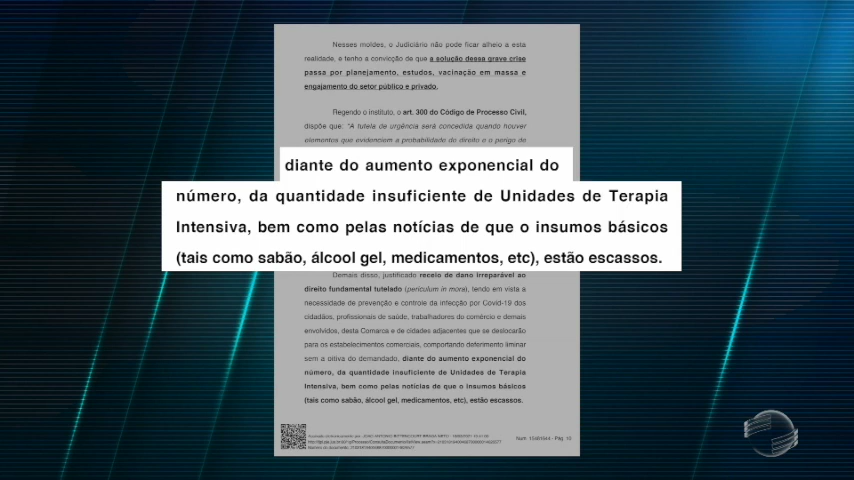 Nesses moldes, o Judiciário não pode ficar alheio a esta
realidade, e tenho a convicção de que a solução dessa grave crise
passa por planejamento, estudos, vacinação em massa e
engajamento do setor público e privado.
Regendo o instituto, o art. 300 do Código de Processo Civil,
dispõe que: "A tutela de urgência será concedida quando houver
elementos que evidenciem a probabilidade do direito e o perigo de
diante do aumento exponencial do
número, da quantidade insuficiente de Unidades de Terapia
Intensiva, bem como pelas notícias de que o insumos básicos
(tais como sabão, álcool gel, medicamentos, etc), estão escassos.
Demais disso, justificado receio de dano irreparável ao
direito fundamental tutelado (periculum in mora), tendo em vista a
necessidade de prevenção e controle da infecção por Covid-19 dos
cidadãos, profissionais de saúde, trabalhadores do comércio e demais
envolvidos, desta Comarca e de cidades adjacentes que se deslocarão
para os estabelecimentos comerciais, comportando deferimento liminar
sem a oitiva do demandado, diante do aumento exponencial do
número, da quantidade insuficiente de Unidades de Terapia
Intensiva, bem como pelas notícias de que o insumos básicos
(tais como sabão, álcool gel, medicamentos, etc), estão escassos.